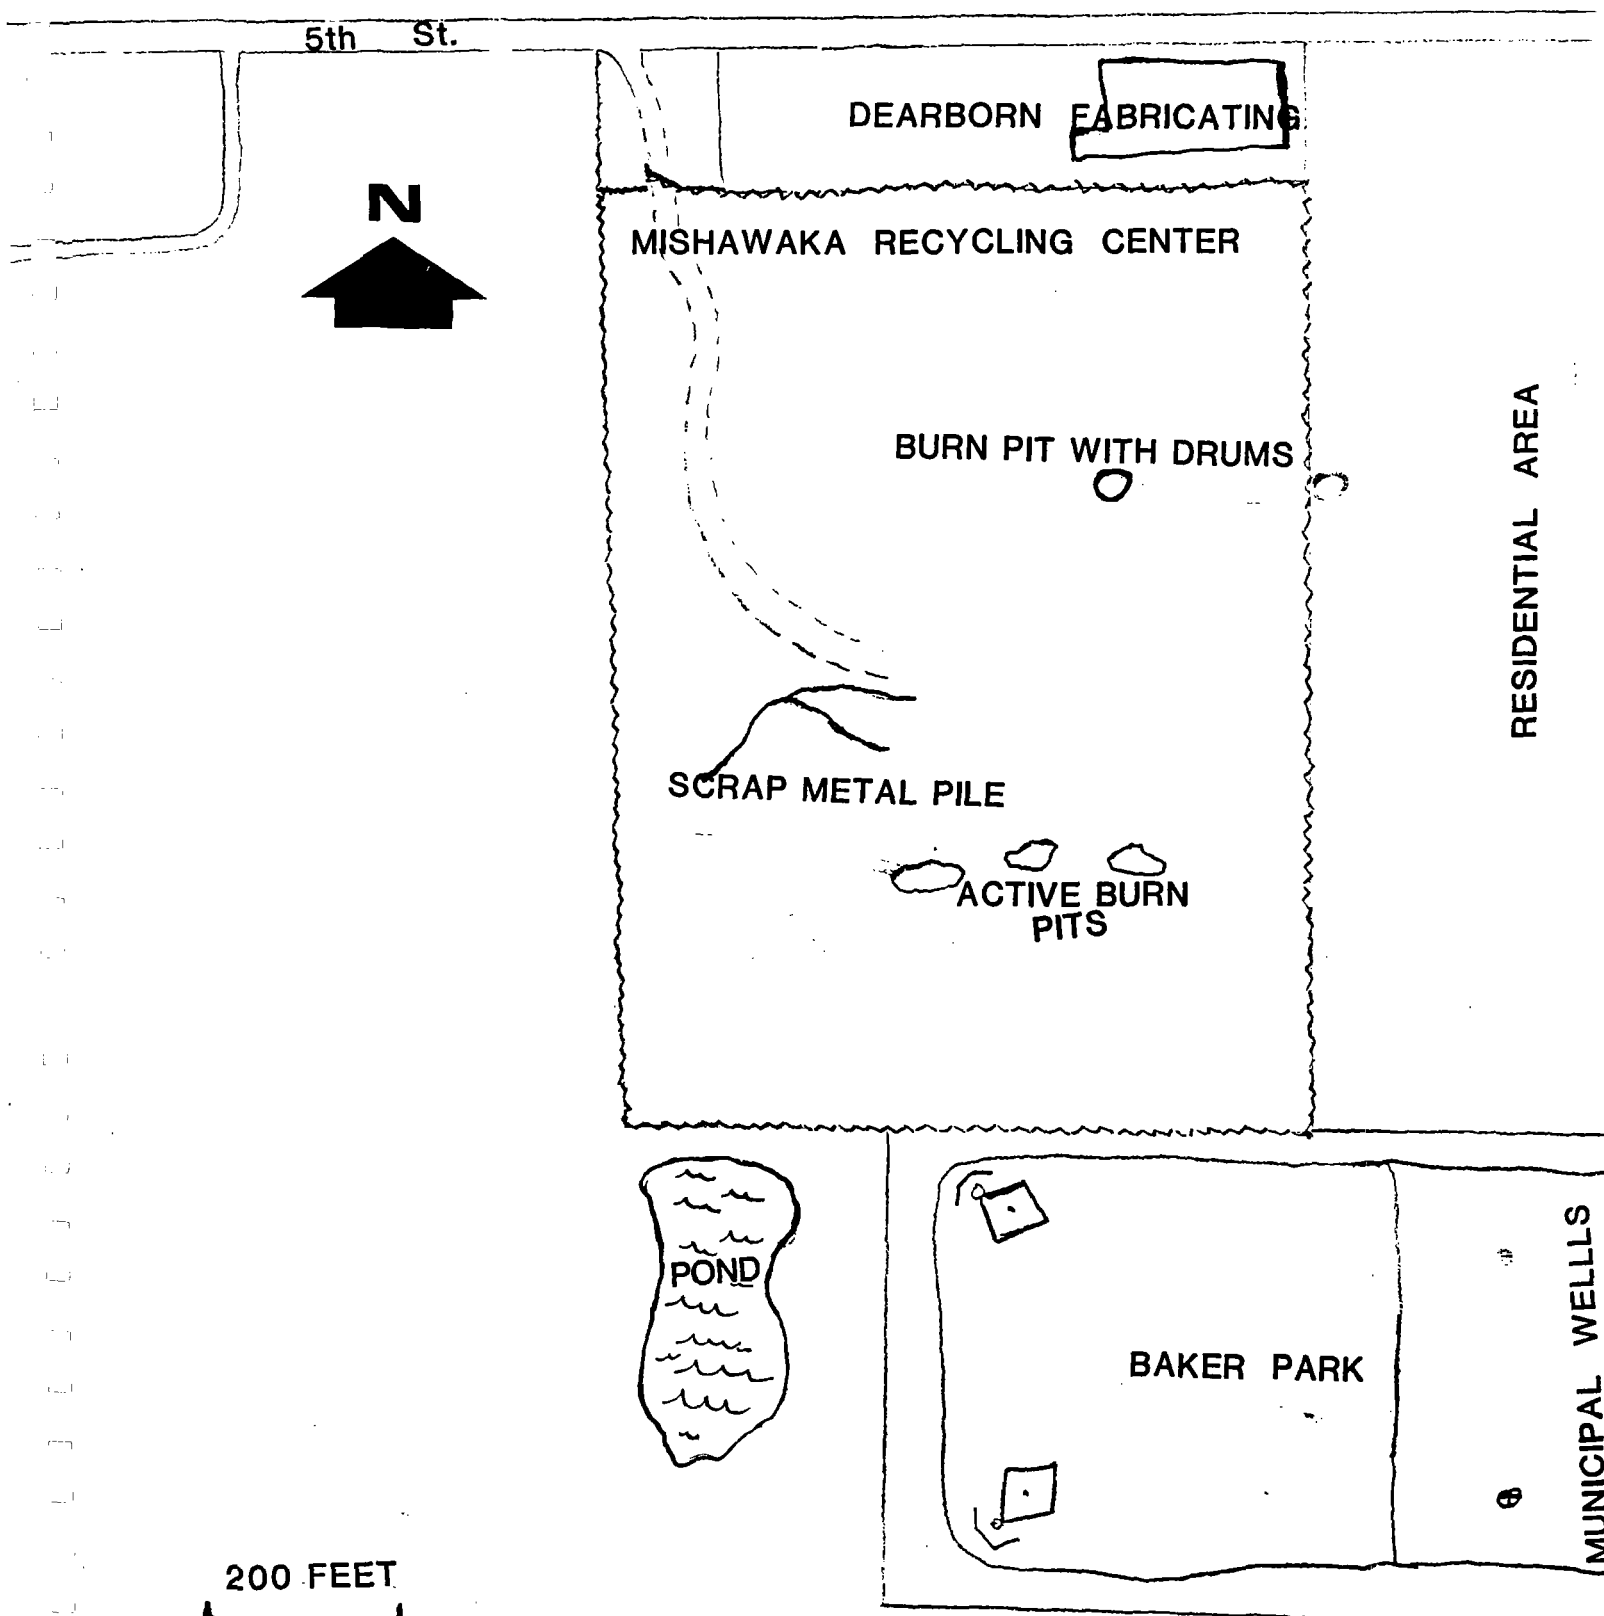 5th St.
DEARBORN FABRICATING
N
MISHAWAKA RECYCLING CENTER
BURN PIT WITH DRUMS
RESIDENTIAL AREA
SCRAP METAL PILE
ACTIVE BURN
PITS
POND
BAKER PARK
MUNICIPAL WELLLS
200 FEET